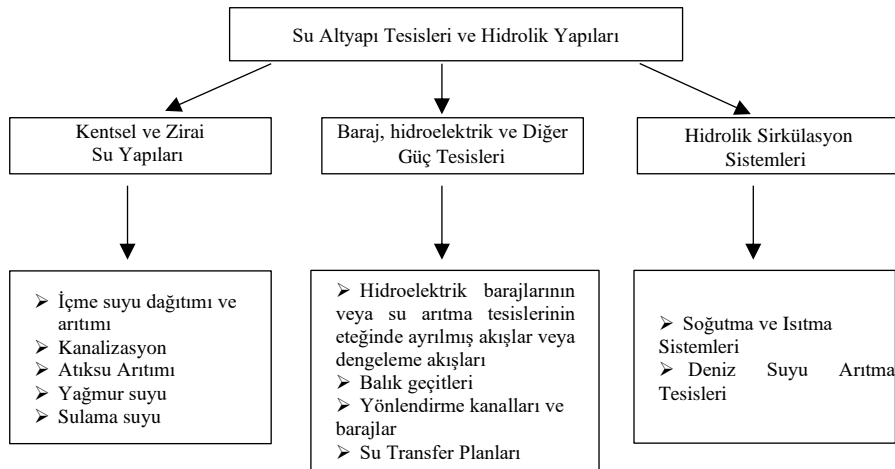 Su Altyapı Tesisleri ve Hidrolik Yapıları
Kentsel ve Zirai
Su Yapıları
Baraj, hidroelektrik ve Diğer
Güç Tesisleri
Hidrolik Sirkülasyon
Sistemleri
➢ İçme suyu dağıtımı ve
arıtımı
➢ Kanalizasyon
➢ Atıksu Arıtımı
➢ Yağmur suyu
➢ Sulama suyu
➢ Hidroelektrik barajlarının
veya su arıtma tesislerinin
eteğinde ayrılmış akışlar veya
dengeleme akışları
➢ Balık geçitleri
➢ Yönlendirme kanalları ve
barajlar
➢ Su Transfer Planları
➢ Soğutma ve Isıtma
Sistemleri
➢ Deniz Suyu Arıtma
Tesisleri